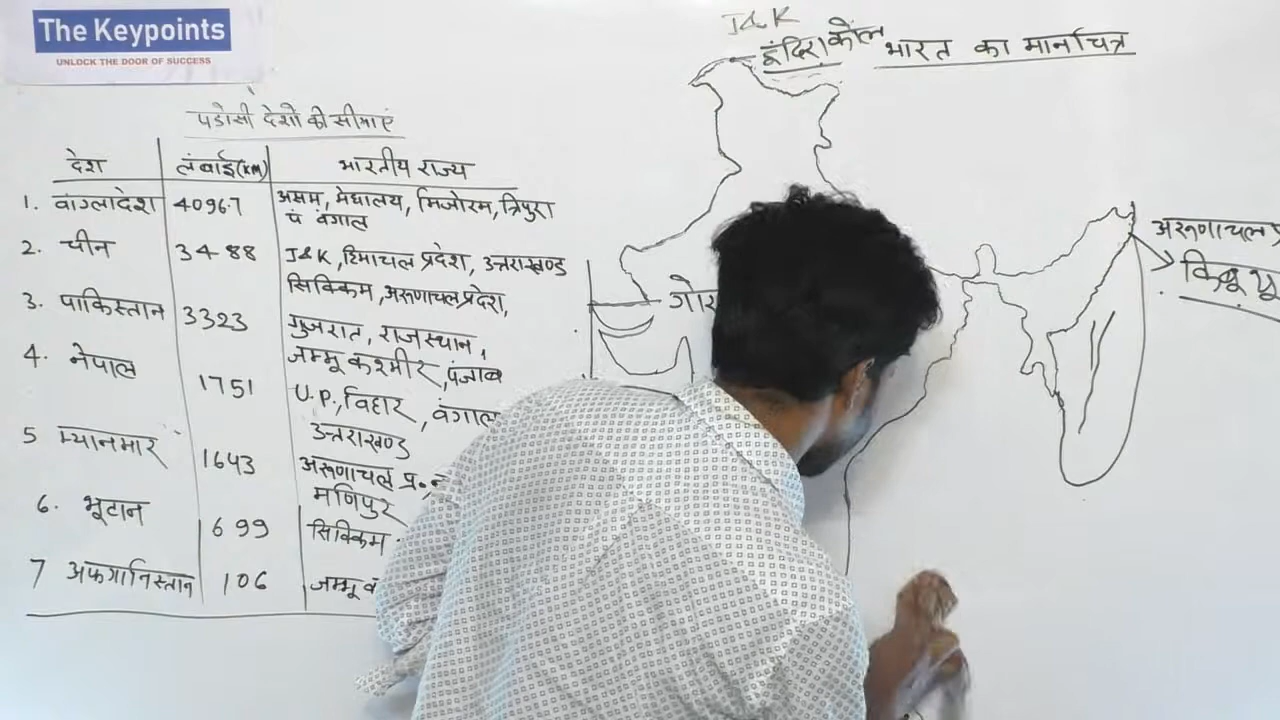 The Keypoints
UNLOCK THE DOOR OF SUCCESS
पडोसी देशो की सीमाएं
देश लंबाई(KM) भारतीय राज्य
1. वांग्लादेश 4096.7 असम, मेघालय, मिजोरम, त्रिपुरा
पं वंगाल
2. चीन 3488 J&K, हिमाचल प्रदेश, उत्तराखण्ड
सिक्किम, अरूणाचल प्रदेश,
3. पाकिस्तान 3323 गुजरात, राजस्थान,
जम्मू कश्मीर, पंजाब
4. नेपाल 1751 U.P., विहार, वंगाल
उत्तराखण्ड
5 म्यानमार 1643 अरूणाचल प्र०,
मणिपुर
6. भूटान 699 सिक्किम
7 अफगानिस्तान 106 जम्मू
J&K
इंदिरा कोल
भारत का मानचित्र
अरूणाचल
किबू
गोर